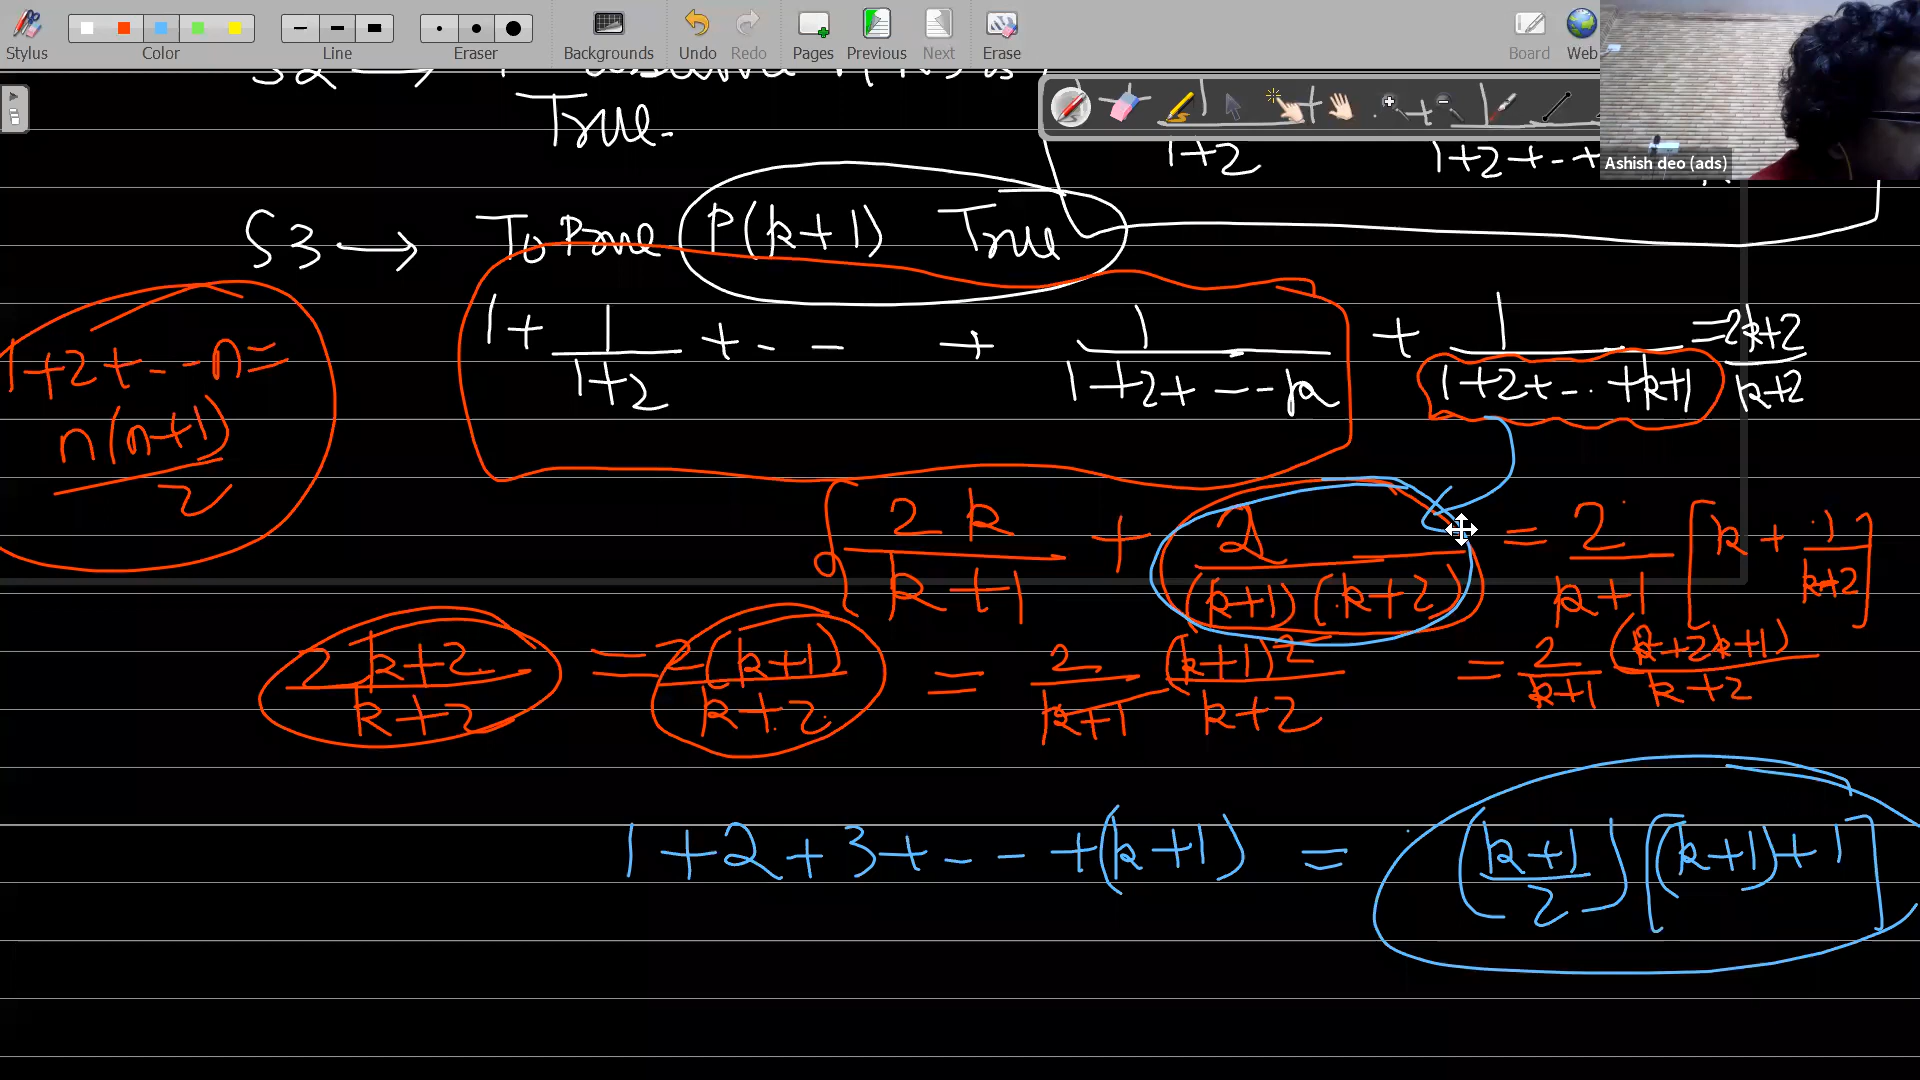 Stylus Color Line Eraser Backgrounds Undo Redo Pages Previous Next Erase Board Web
True.
1+2 1+2+--+
Ashish deo (ads)
S3 → To Prove P(k+1) True
1 + 1/(1+2) + - - + 1/(1+2+---k) + 1/(1+2+--+k+1) = (2k+2)/(k+2)
1+2+---n=
n(n+1)/2
2k/(k+1) + 2/((k+1)(k+2)) = 2/(k+1) [k + 1/(k+2)]
(2k+2)/(k+2) = 2(k+1)/(k+2) = 2/(k+1) (k+1)²/(k+2) = 2/(k+1) (k+2k+1)/(k+2)
1+2+3+---+(k+1) = ((k+1)/2)[(k+1)+1]